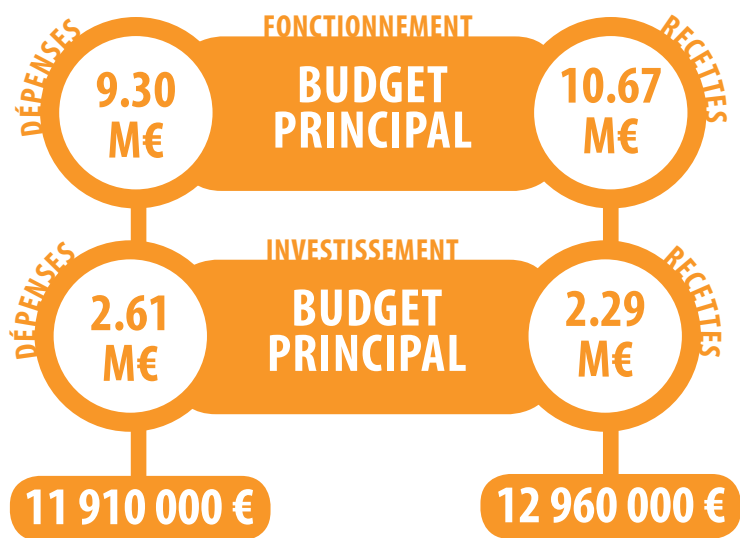 FONCTIONNEMENT
DÉPENSES
9.30
M€
BUDGET
PRINCIPAL
RECETTES
10.67
M€
INVESTISSEMENT
DÉPENSES
2.61
M€
BUDGET
PRINCIPAL
RECETTES
2.29
M€
11 910 000 €
12 960 000 €